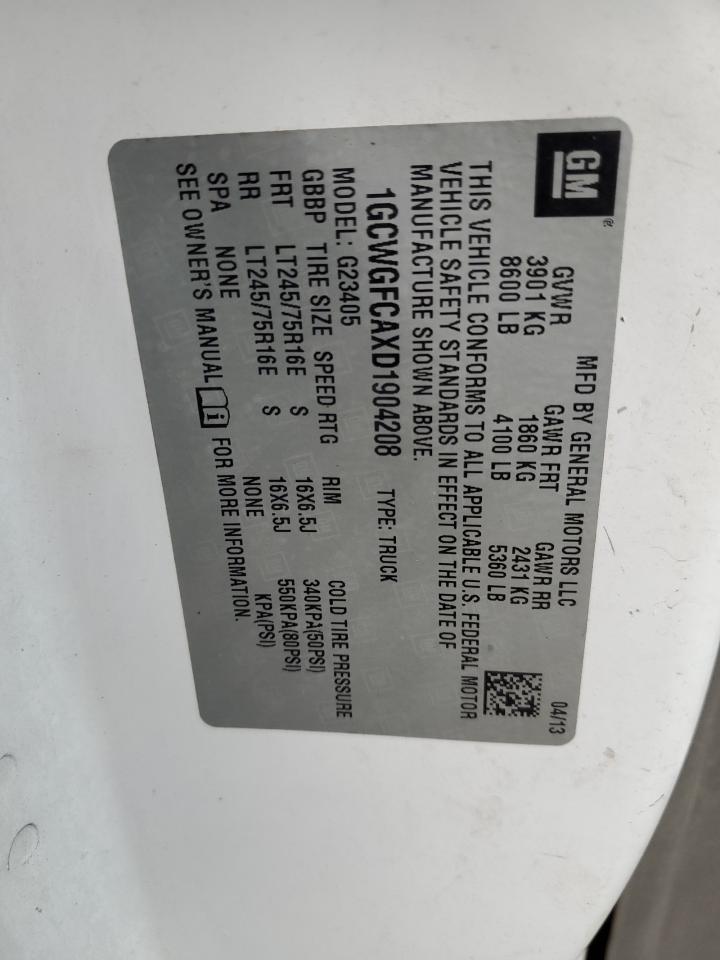 GM®
MFD BY GENERAL MOTORS LLC 04/13
GVWR GAWR FRT GAWR RR
3901 KG 1860 KG 2431 KG
8600 LB 4100 LB 5360 LB
THIS VEHICLE CONFORMS TO ALL APPLICABLE U.S. FEDERAL MOTOR
VEHICLE SAFETY STANDARDS IN EFFECT ON THE DATE OF
MANUFACTURE SHOWN ABOVE.
1GCWGFCAXD1904208 TYPE: TRUCK
MODEL: G23405
GBBP TIRE SIZE SPEED RTG RIM COLD TIRE PRESSURE
FRT LT245/75R16E S 16X6.5J 340KPA(50PSI)
RR LT245/75R16E S 16X6.5J 550KPA(80PSI)
SPA NONE NONE KPA(PSI)
SEE OWNER'S MANUAL FOR MORE INFORMATION.